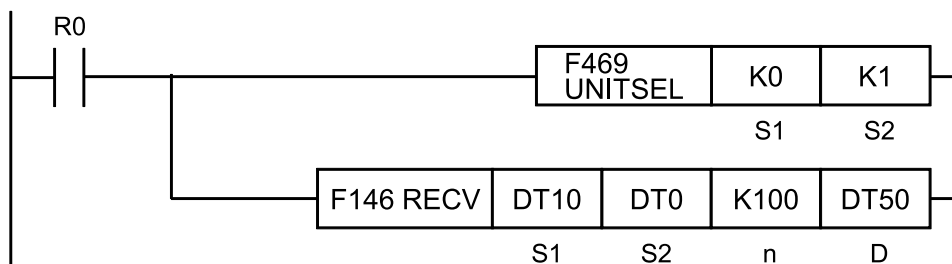 R0
F469
UNITSEL K0 K1
S1 S2
F146 RECV DT10 DT0 K100 DT50
S1 S2 n D